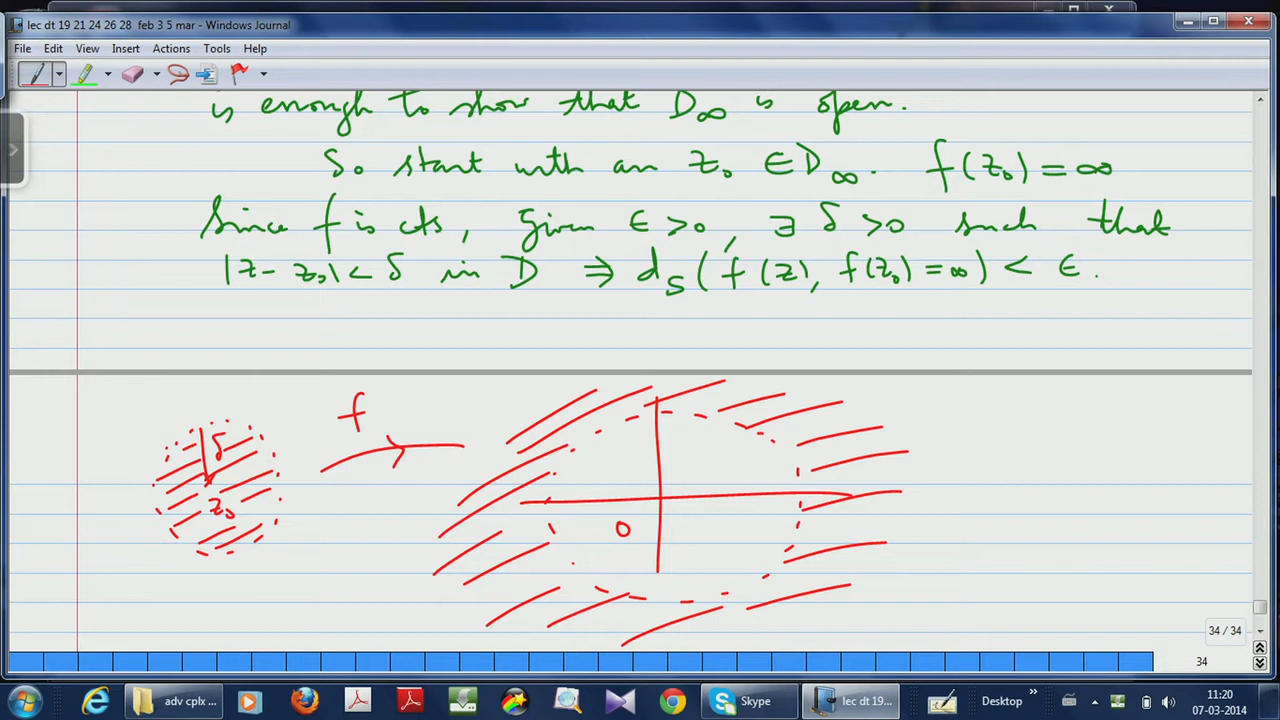 lec dt 19 21 24 26 28 feb 3 5 mar - Windows Journal
File Edit View Insert Actions Tools Help
is enough to show that D∞ is open.
So start with an z₀ ∈ D∞. f(z₀) = ∞
Since f is cts, given ε > 0, ∃ δ > 0 such that
|z - z₀| < δ in D ⇒ dₛ(f(z), f(z₀) = ∞) < ε.
f
δ
z₀
0
34 / 34
34
adv cplx ...
Skype
lec dt 19...
Desktop »
11:20
07-03-2014